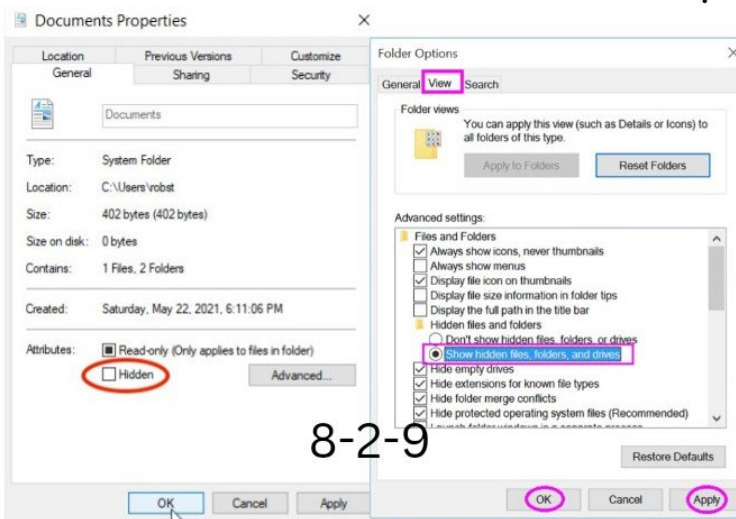 Documents Properties
Location Previous Versions Customize
General Sharing Security
Documents
Type: System Folder
Location: C:\Users\robst
Size: 402 bytes (402 bytes)
Size on disk: 0 bytes
Contains: 1 Files, 2 Folders
Created: Saturday, May 22, 2021, 6:11:06 PM
Attributes: Read-only (Only applies to files in folder)
Hidden Advanced...
OK Cancel Apply
Folder Options
General View Search
Folder views
You can apply this view (such as Details or Icons) to
all folders of this type.
Apply to Folders Reset Folders
Advanced settings:
Files and Folders
Always show icons, never thumbnails
Always show menus
Display file icon on thumbnails
Display file size information in folder tips
Display the full path in the title bar
Hidden files and folders
Don't show hidden files, folders, or drives
Show hidden files, folders, and drives
Hide empty drives
Hide extensions for known file types
Hide folder merge conflicts
Hide protected operating system files (Recommended)
Restore Defaults
OK Cancel Apply
8-2-9